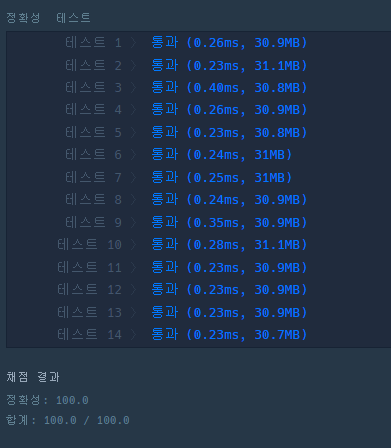 정확성 테스트
테스트 1 〉 통과 (0.26ms, 30.9MB)
테스트 2 〉 통과 (0.23ms, 31.1MB)
테스트 3 〉 통과 (0.40ms, 30.8MB)
테스트 4 〉 통과 (0.26ms, 30.9MB)
테스트 5 〉 통과 (0.23ms, 30.8MB)
테스트 6 〉 통과 (0.24ms, 31MB)
테스트 7 〉 통과 (0.25ms, 31MB)
테스트 8 〉 통과 (0.24ms, 30.9MB)
테스트 9 〉 통과 (0.35ms, 30.9MB)
테스트 10 〉 통과 (0.28ms, 31.1MB)
테스트 11 〉 통과 (0.23ms, 30.9MB)
테스트 12 〉 통과 (0.23ms, 30.9MB)
테스트 13 〉 통과 (0.23ms, 30.9MB)
테스트 14 〉 통과 (0.23ms, 30.7MB)
채점 결과
정확성: 100.0
합계: 100.0 / 100.0